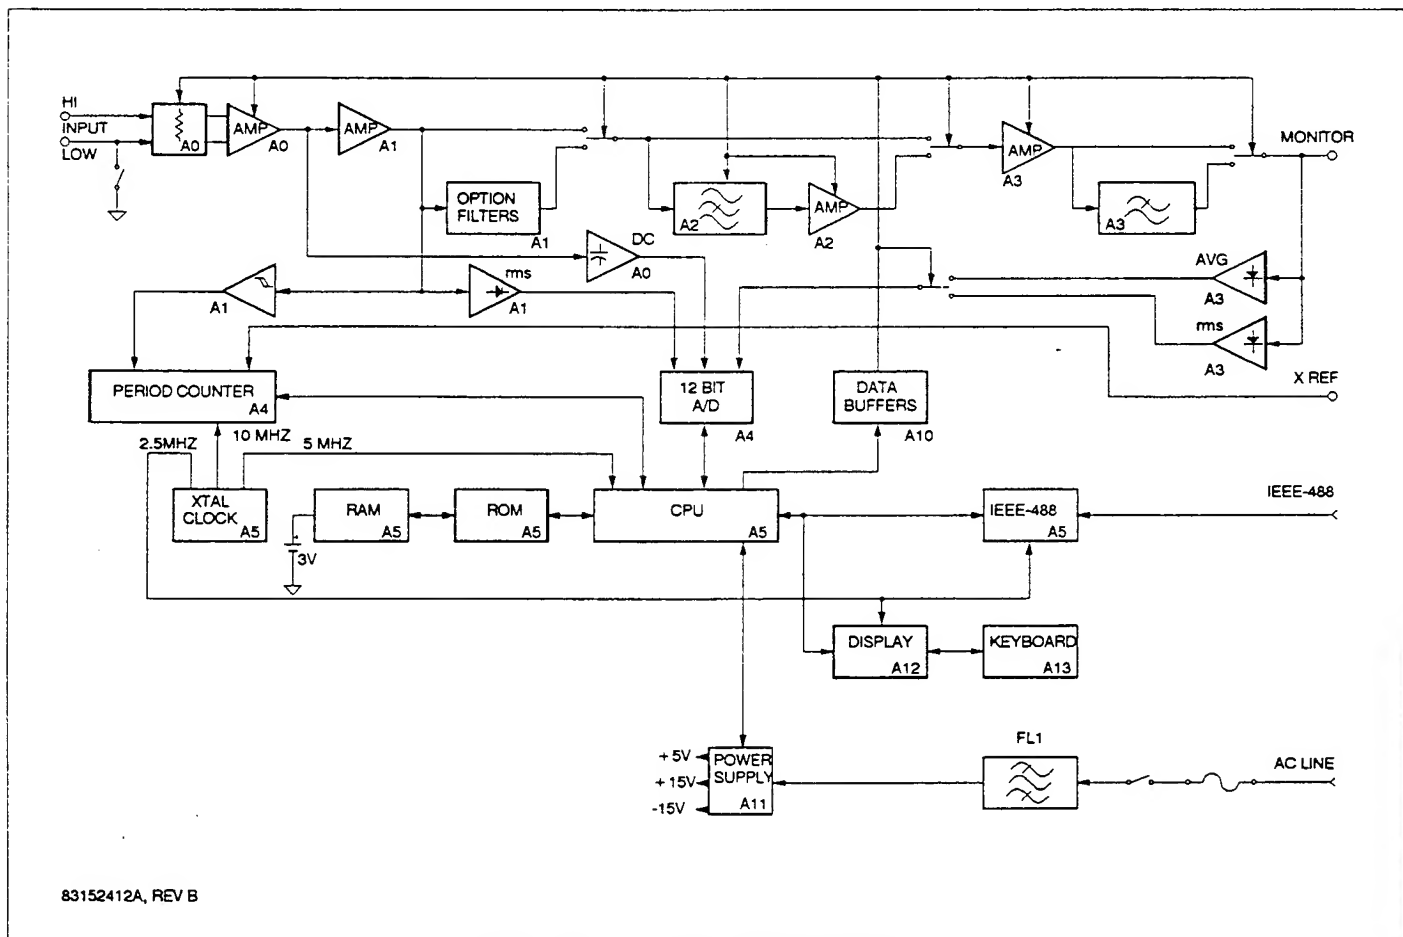 HI
INPUT
LOW
A0
AMP
A0
AMP
A1
OPTION
FILTERS
A1
A2
AMP
A2
AMP
A3
A3
MONITOR
DC
A0
rms
A1
A1
AVG
A3
rms
A3
X REF
PERIOD COUNTER
A4
12 BIT
A/D
A4
DATA
BUFFERS
A10
2.5MHZ
10 MHZ
5 MHZ
XTAL
CLOCK
A5
RAM
A5
ROM
A5
CPU
A5
IEEE-488
A5
IEEE-488
3V
DISPLAY
A12
KEYBOARD
A13
+5V
+15V
-15V
POWER
SUPPLY
A11
FL1
AC LINE
83152412A, REV B